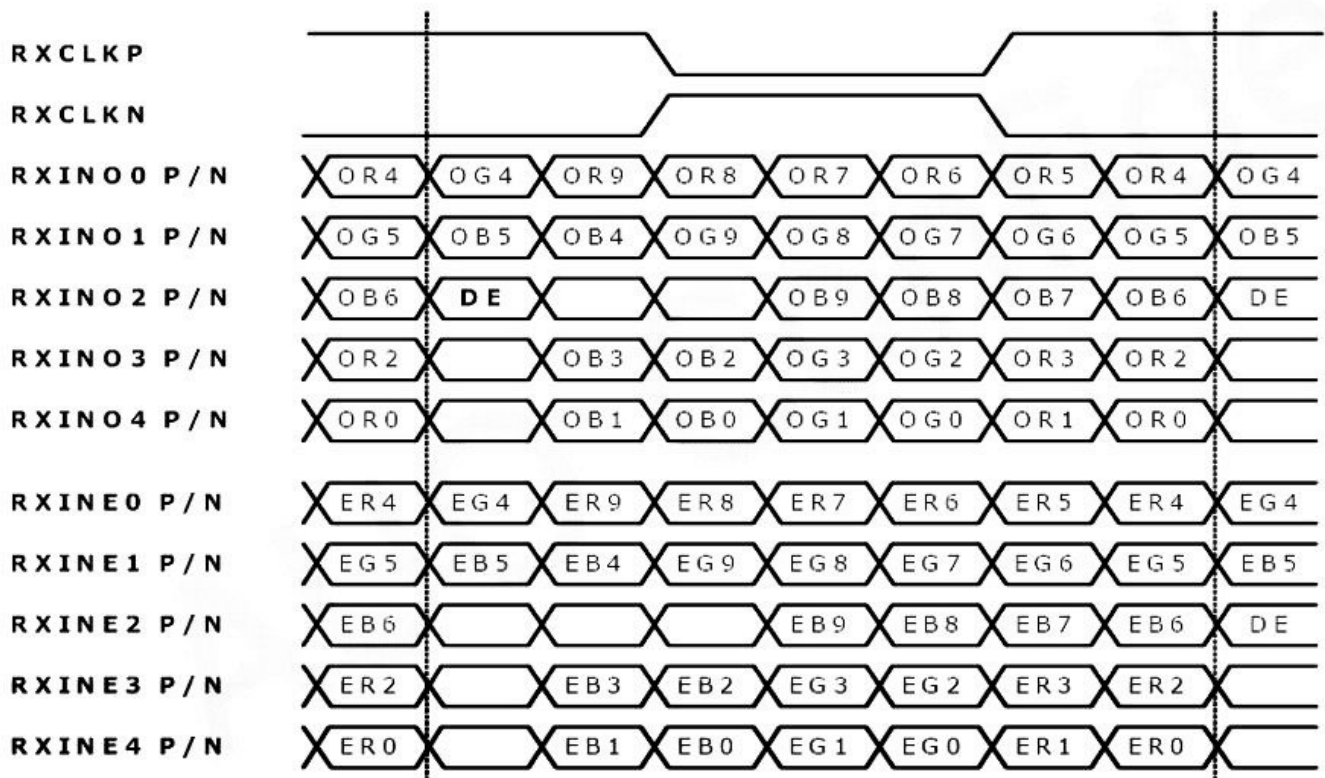 RXCLKP
RXCLKN
RXINO0 P/N OR4 OG4 OR9 OR8 OR7 OR6 OR5 OR4 OG4
RXINO1 P/N OG5 OB5 OB4 OG9 OG8 OG7 OG6 OG5 OB5
RXINO2 P/N OB6 DE OB9 OB8 OB7 OB6 DE
RXINO3 P/N OR2 OB3 OB2 OG3 OG2 OR3 OR2
RXINO4 P/N OR0 OB1 OB0 OG1 OG0 OR1 OR0
RXINE0 P/N ER4 EG4 ER9 ER8 ER7 ER6 ER5 ER4 EG4
RXINE1 P/N EG5 EB5 EB4 EG9 EG8 EG7 EG6 EG5 EB5
RXINE2 P/N EB6 EB9 EB8 EB7 EB6 DE
RXINE3 P/N ER2 EB3 EB2 EG3 EG2 ER3 ER2
RXINE4 P/N ER0 EB1 EB0 EG1 EG0 ER1 ER0